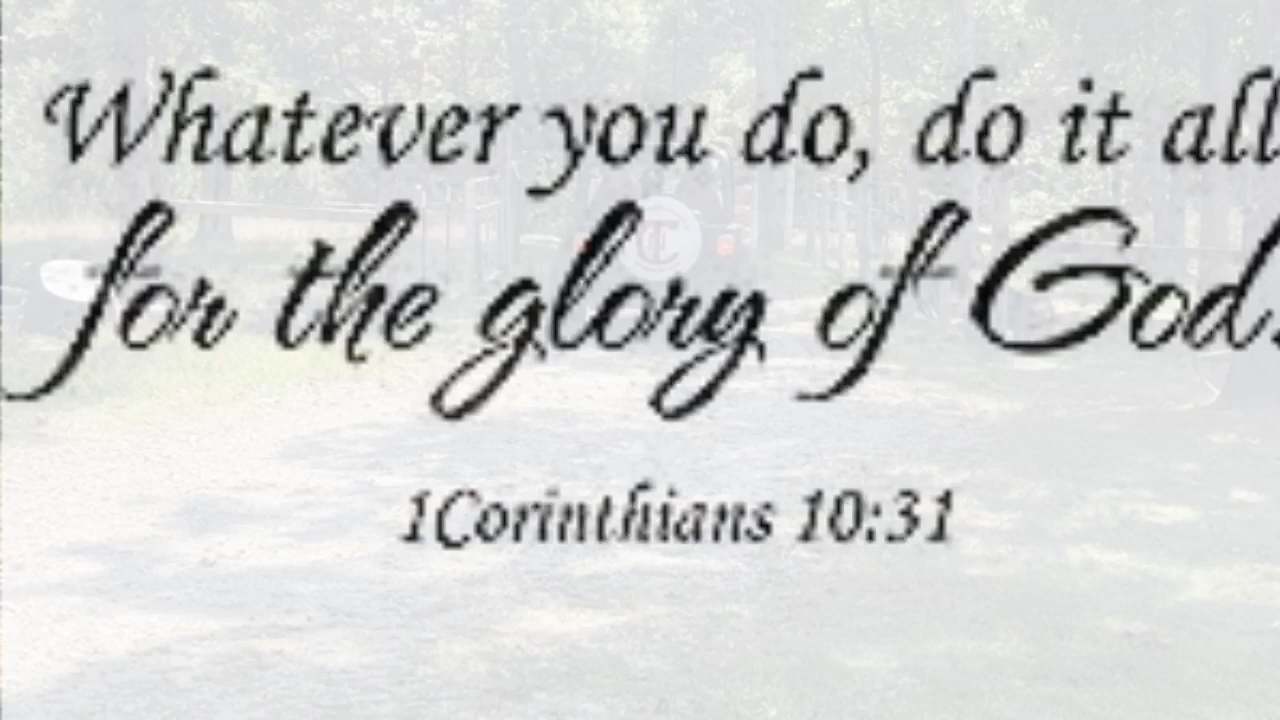 Whatever you do, do it all
for the glory of God.
1Corinthians 10:31